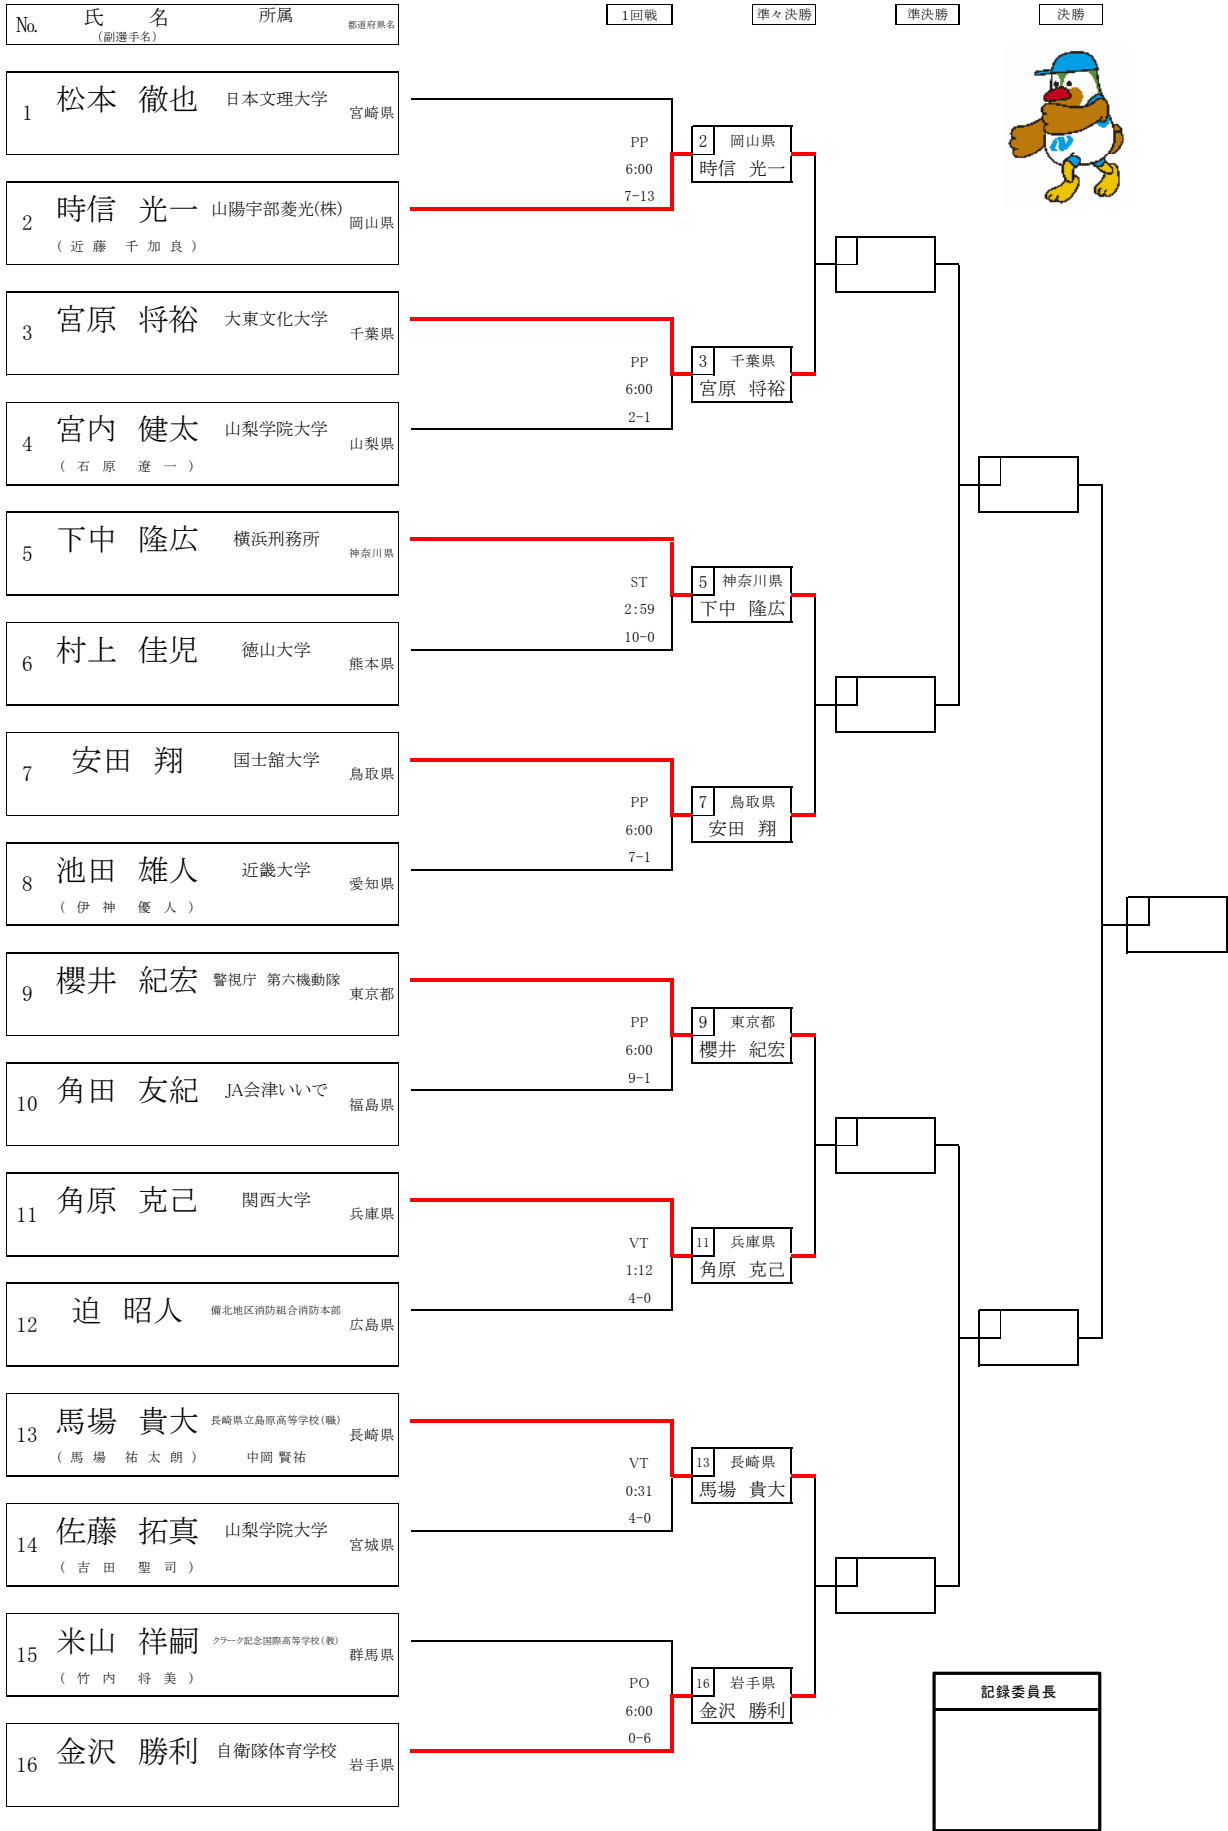 No. 氏 名 所属 都道府県名
(副選手名)
1回戦 準々決勝 準決勝 決勝
1 松本 徹也 日本文理大学 宮崎県
2 時信 光一 山陽宇部菱光(株) 岡山県
(近藤 千加良)
PP
6:00
7-13
2 岡山県
時信 光一
3 宮原 将裕 大東文化大学 千葉県
4 宮内 健太 山梨学院大学 山梨県
(石原 遼一)
PP
6:00
2-1
3 千葉県
宮原 将裕
5 下中 隆広 横浜刑務所 神奈川県
6 村上 佳児 徳山大学 熊本県
ST
2:59
10-0
5 神奈川県
下中 隆広
7 安田 翔 国士舘大学 鳥取県
8 池田 雄人 近畿大学 愛知県
(伊神 優人)
PP
6:00
7-1
7 鳥取県
安田 翔
9 櫻井 紀宏 警視庁 第六機動隊 東京都
10 角田 友紀 JA会津いいで 福島県
PP
6:00
9-1
9 東京都
櫻井 紀宏
11 角原 克己 関西大学 兵庫県
12 迫 昭人 備北地区消防組合消防本部 広島県
VT
1:12
4-0
11 兵庫県
角原 克己
13 馬場 貴大 長崎県立島原高等学校(職) 長崎県
(馬場 祐太朗) 中岡 賢祐
14 佐藤 拓真 山梨学院大学 宮城県
(吉田 聖司)
VT
0:31
4-0
13 長崎県
馬場 貴大
15 米山 祥嗣 クラーク記念国際高等学校(教) 群馬県
(竹内 将美)
16 金沢 勝利 自衛隊体育学校 岩手県
PO
6:00
0-6
16 岩手県
金沢 勝利
記録委員長